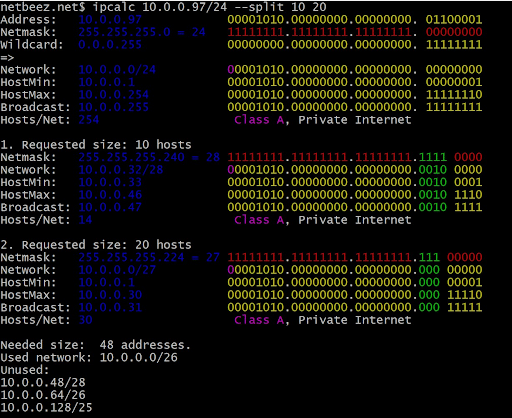 netbeez.net$ ipcalc 10.0.0.97/24 --split 10 20
Address:   10.0.0.97            00001010.00000000.00000000. 01100001
Netmask:   255.255.255.0 = 24   11111111.11111111.11111111. 00000000
Wildcard:  0.0.0.255            00000000.00000000.00000000. 11111111
=>
Network:   10.0.0.0/24          00001010.00000000.00000000. 00000000
HostMin:   10.0.0.1             00001010.00000000.00000000. 00000001
HostMax:   10.0.0.254           00001010.00000000.00000000. 11111110
Broadcast: 10.0.0.255           00001010.00000000.00000000. 11111111
Hosts/Net: 254                   Class A, Private Internet
1. Requested size: 10 hosts
Netmask:   255.255.255.240 = 28 11111111.11111111.11111111.1111 0000
Network:   10.0.0.32/28         00001010.00000000.00000000.0010 0000
HostMin:   10.0.0.33            00001010.00000000.00000000.0010 0001
HostMax:   10.0.0.46            00001010.00000000.00000000.0010 1110
Broadcast: 10.0.0.47            00001010.00000000.00000000.0010 1111
Hosts/Net: 14                    Class A, Private Internet
2. Requested size: 20 hosts
Netmask:   255.255.255.224 = 27 11111111.11111111.11111111.111 00000
Network:   10.0.0.0/27          00001010.00000000.00000000.000 00000
HostMin:   10.0.0.1             00001010.00000000.00000000.000 00001
HostMax:   10.0.0.30            00001010.00000000.00000000.000 11110
Broadcast: 10.0.0.31            00001010.00000000.00000000.000 11111
Hosts/Net: 30                    Class A, Private Internet
Needed size:  48 addresses.
Used network: 10.0.0.0/26
Unused:
10.0.0.48/28
10.0.0.64/26
10.0.0.128/25